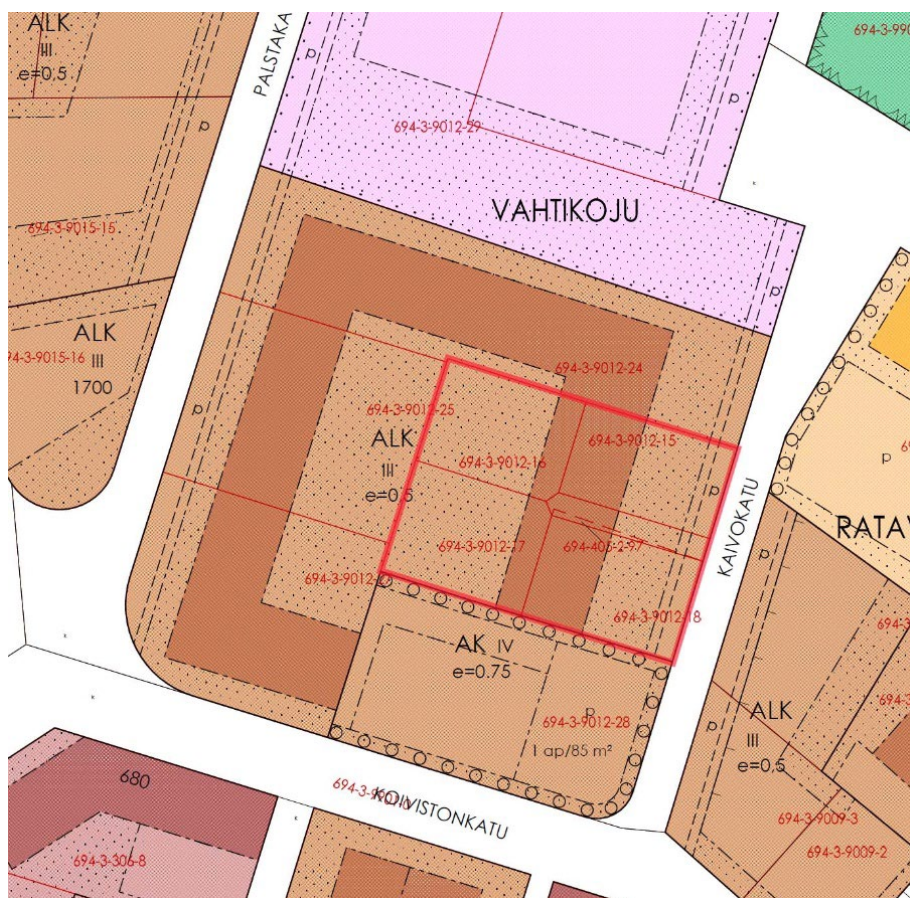 ALK
III
e=0.5
PALSTAKA
p
p
p
694-3-9012-29
VAHTIKOJU
p
694-3-9015-15
ALK
III
1700
694-3-9015-16
p
694-3-9012-24
694-3-9012-25
ALK
III
e=0.5
694-3-9012-15
694-3-9012-16
p
KAIVOKATU
694-3-9012-17
694-405-2-97
694-3-9012-18
p
RATAV
p
AK IV
e=0.75
p
694-3-9012-28
1 ap/85 m²
p
ALK
III
e=0.5
694-3-9009-3
694-3-9009-2
680
KOIVISTONKATU
694-3-306-8